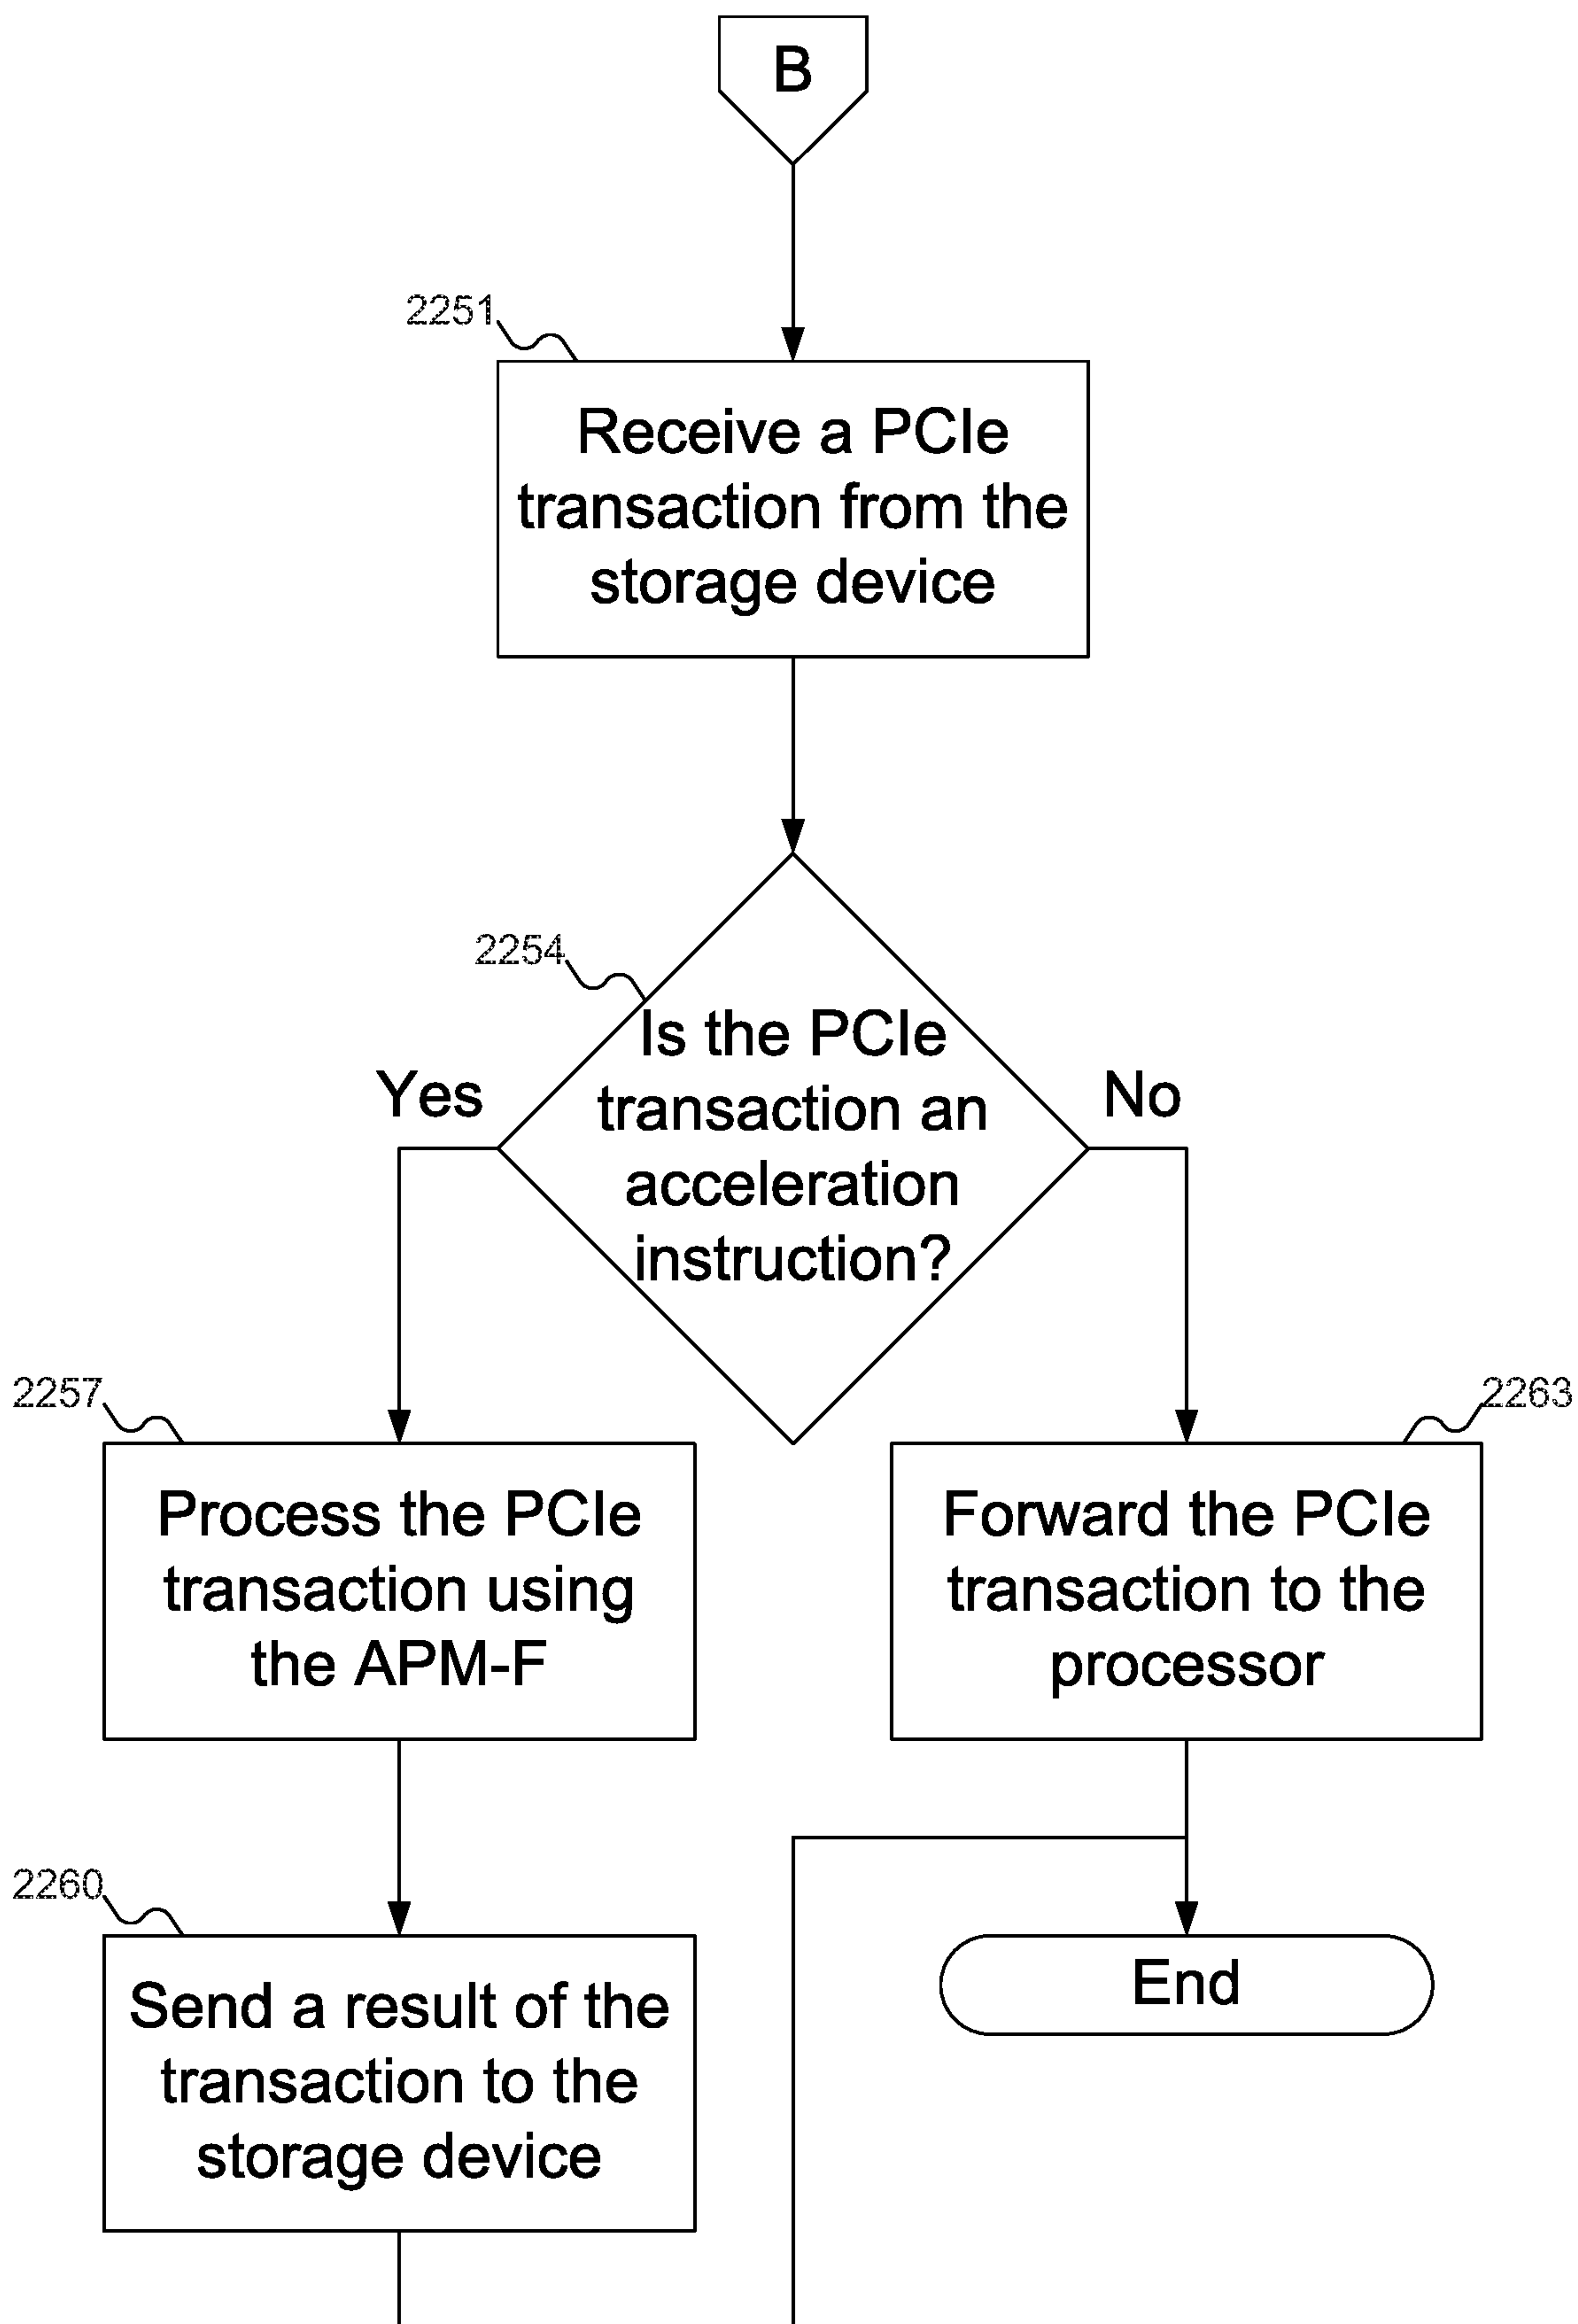 B
2251
Receive a PCIe
transaction from the
storage device
2254
Is the PCIe
transaction an
acceleration
instruction?
Yes
No
2257
Process the PCIe
transaction using
the APM-F
2263
Forward the PCIe
transaction to the
processor
2260
Send a result of the
transaction to the
storage device
End